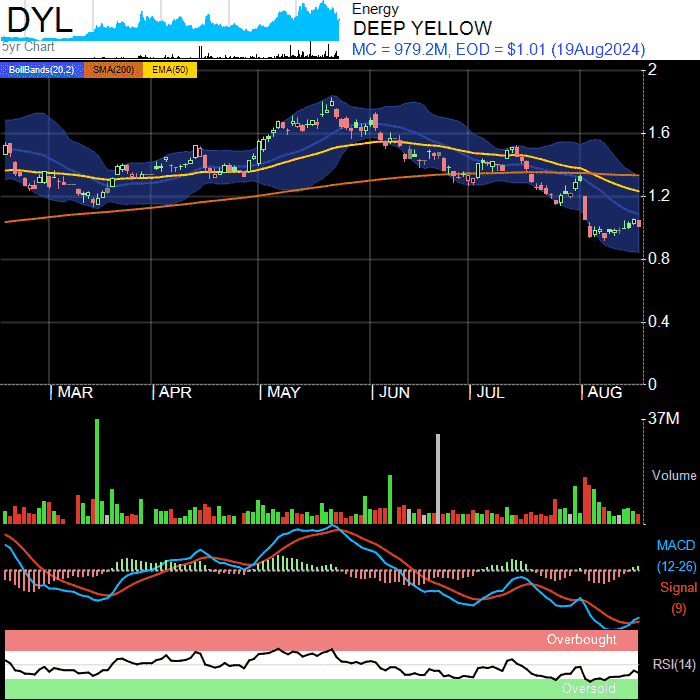 DYL
5yr Chart
Energy
DEEP YELLOW
MC = 979.2M, EOD = $1.01 (19Aug2024)
BollBands(20,2) SMA(200) EMA(50)
2
1.6
1.2
0.8
0.4
0
MAR APR MAY JUN JUL AUG
37M
Volume
MACD
(12-26)
Signal
(9)
Overbought
RSI(14)
Oversold